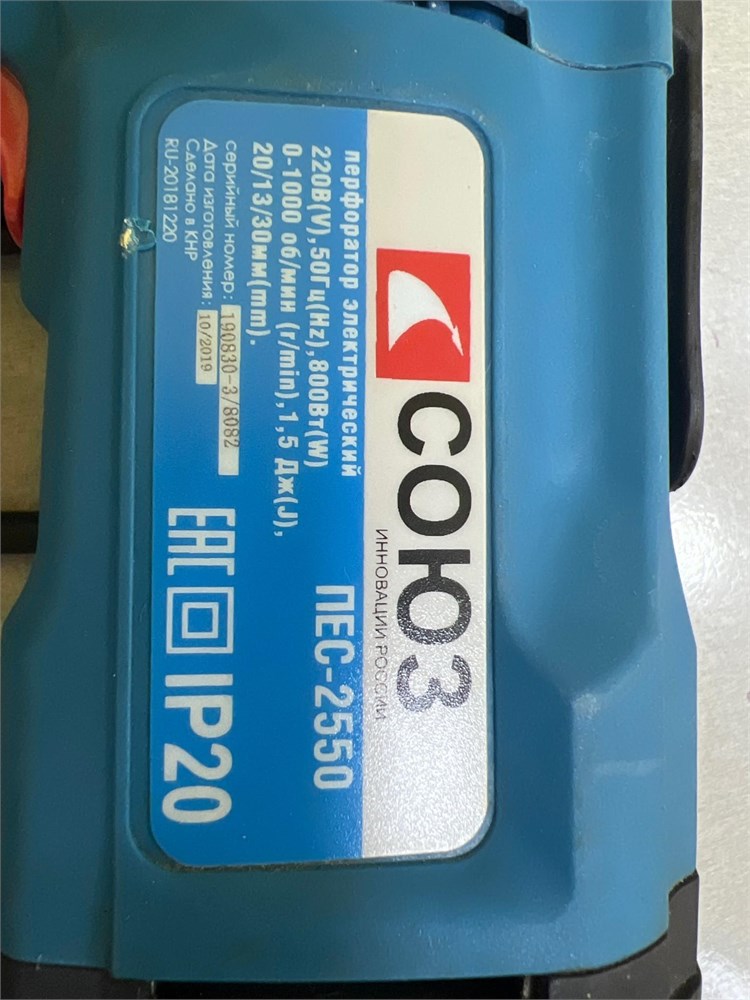 СОЮЗ
ИННОВАЦИИ РОССИИ
перфоратор электрический
ПЕС-2550
220В(V),50Гц(Hz),800Вт(W)
0-1000 об/мин (r/min),1,5 Дж(J),
20/13/30мм(mm).
серийный номер: 190830-3/8082
Дата изготовления: 10/2019
Сделано в КНР
RU-20181220
ЕАС
IP20